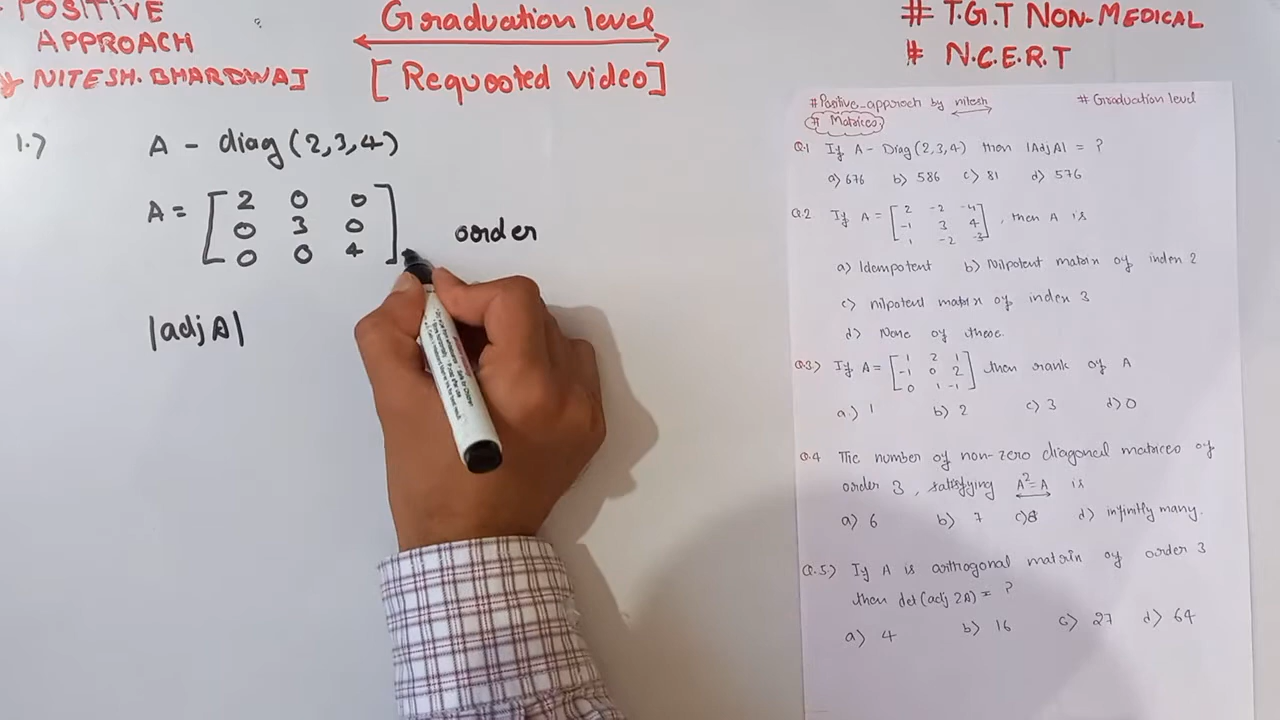 POSITIVE
APPROACH
NITESH. BHARDWAJ
Graduation level
[Requested video]
# T.G.T NON-MEDICAL
# N.C.E.R.T
1.7
A - diag (2,3,4)
A = [ 2 0 0
0 3 0
0 0 4 ]
order
|adj A|
#Positive_approach by nitesh # Graduation level
# Matrices
Q.1 If A - Diag (2,3,4) then |Adj A| = ?
a) 676 b) 586 c) 81 d) 576
Q.2 If A = [ 2 -2 -4
-1 3 4
1 -2 -3 ] , then A is
a) Idempotent b) Nilpotent matrix of index 2
c) nilpotent matrix of index 3
d) None of these.
Q.3) If A = [ 1 2 1
-1 0 2
0 1 -1 ] then rank of A
a.) 1 b) 2 c) 3 d) 0
Q.4 The number of non-zero diagonal matrices of
order 3, satisfying A²=A is
a) 6 b) 7 c) 8 d) infinitly many.
Q.5.) If A is orthogonal matrix of order 3
then det (adj 2A) = ?
a) 4 b) 16 c) 27 d) 64